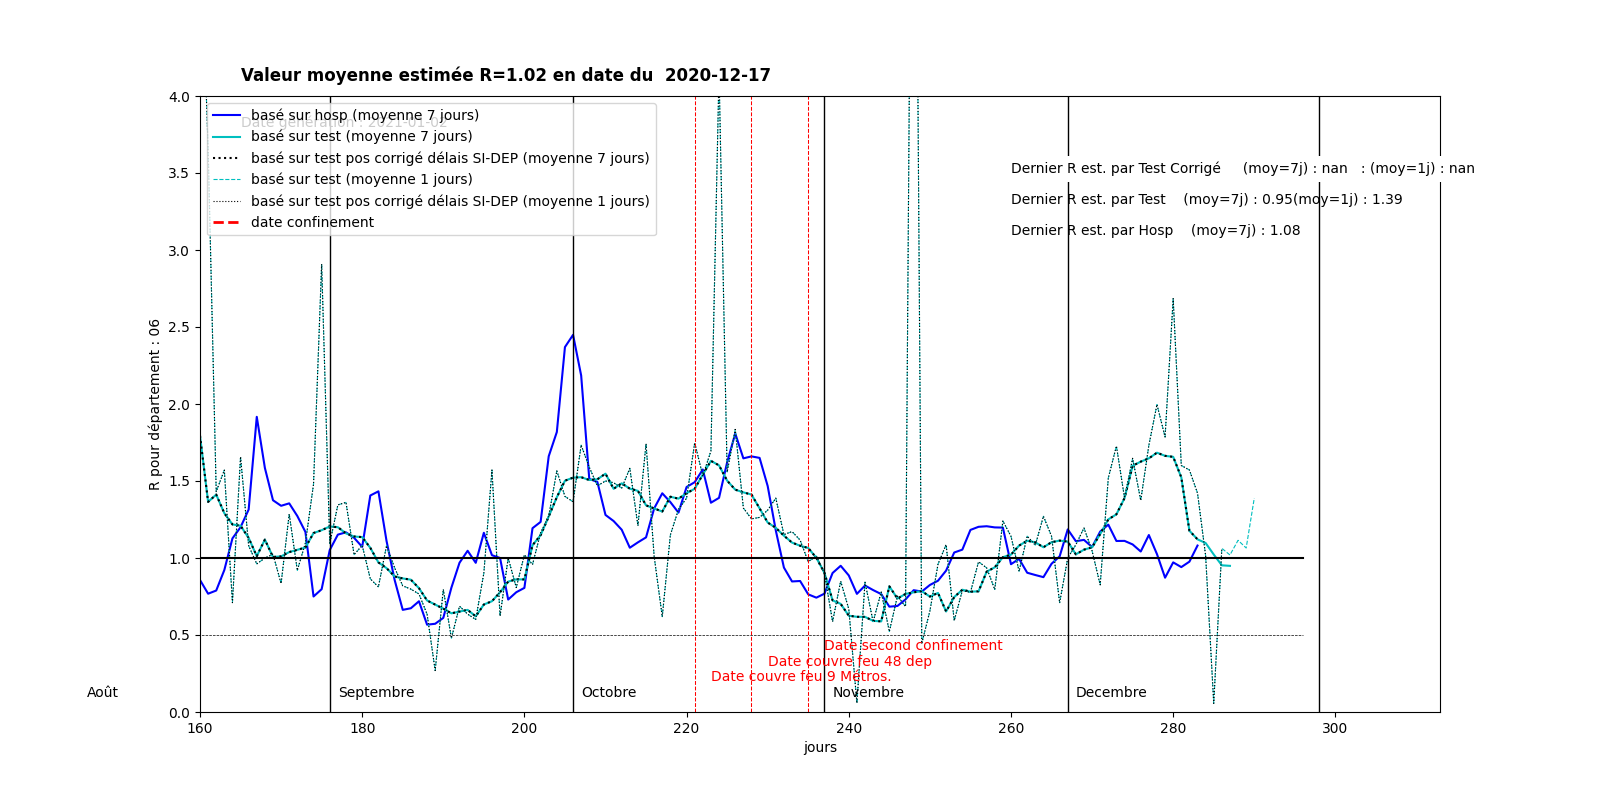 Valeur moyenne estimée R=1.02 en date du  2020-12-17
4.0
3.5
3.0
2.5
2.0
1.5
1.0
0.5
0.0
R pour département : 06
basé sur hosp (moyenne 7 jours)
Date génération : 2021-01-02
basé sur test (moyenne 7 jours)
basé sur test pos corrigé délais SI-DEP (moyenne 7 jours)
basé sur test (moyenne 1 jours)
basé sur test pos corrigé délais SI-DEP (moyenne 1 jours)
date confinement
Dernier R est. par Test Corrigé     (moy=7j) : nan   : (moy=1j) : nan
Dernier R est. par Test    (moy=7j) : 0.95(moy=1j) : 1.39
Dernier R est. par Hosp    (moy=7j) : 1.08
Date second confinement
Date couvre feu 48 dep
Date couvre feu 9 Métros.
Août
Septembre
Octobre
Novembre
Decembre
160
180
200
220
240
260
280
300
jours